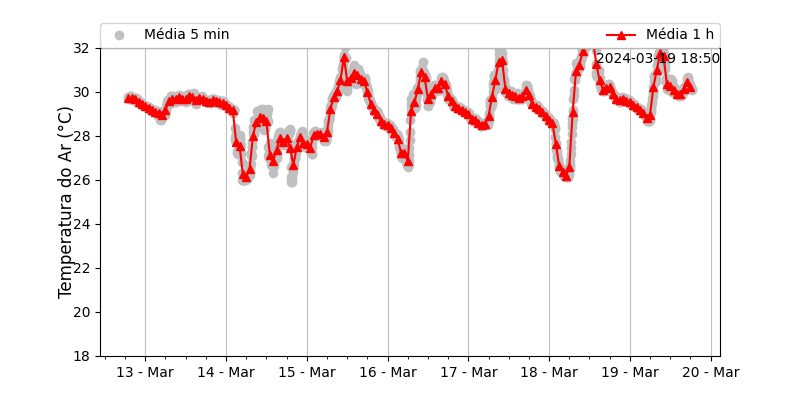 Média 5 min
Média 1 h
2024-03-19 18:50
Temperatura do Ar (°C)
32
30
28
26
24
22
20
18
13 - Mar
14 - Mar
15 - Mar
16 - Mar
17 - Mar
18 - Mar
19 - Mar
20 - Mar